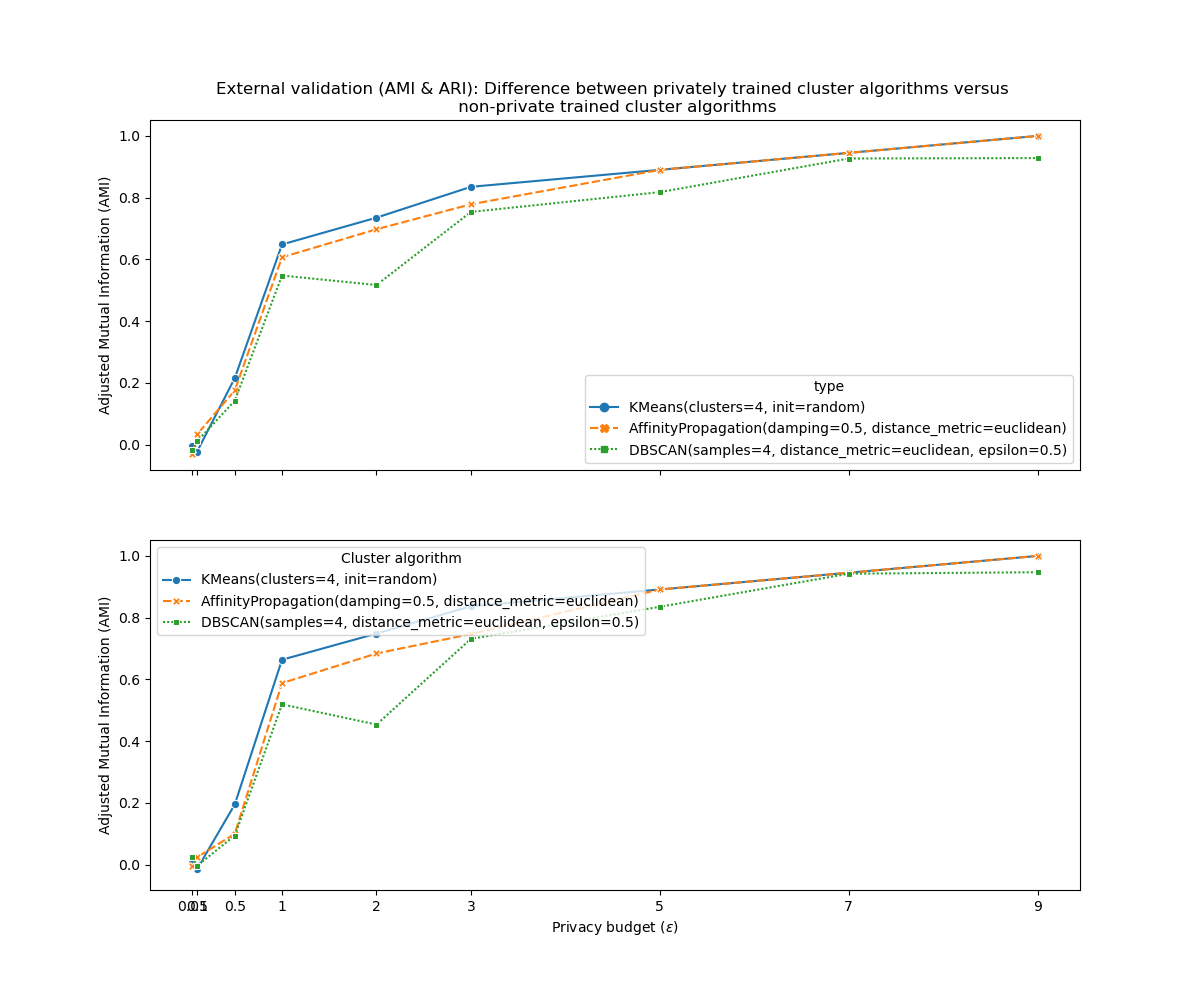 External validation (AMI & ARI): Difference between privately trained cluster algorithms versus
non-private trained cluster algorithms
1.0
0.8
0.6
0.4
0.2
0.0
Adjusted Mutual Information (AMI)
type
KMeans(clusters=4, init=random)
AffinityPropagation(damping=0.5, distance_metric=euclidean)
DBSCAN(samples=4, distance_metric=euclidean, epsilon=0.5)
1.0
0.8
0.6
0.4
0.2
0.0
Adjusted Mutual Information (AMI)
Cluster algorithm
KMeans(clusters=4, init=random)
AffinityPropagation(damping=0.5, distance_metric=euclidean)
DBSCAN(samples=4, distance_metric=euclidean, epsilon=0.5)
0.5 1 2 3 5 7 9
Privacy budget (ε)